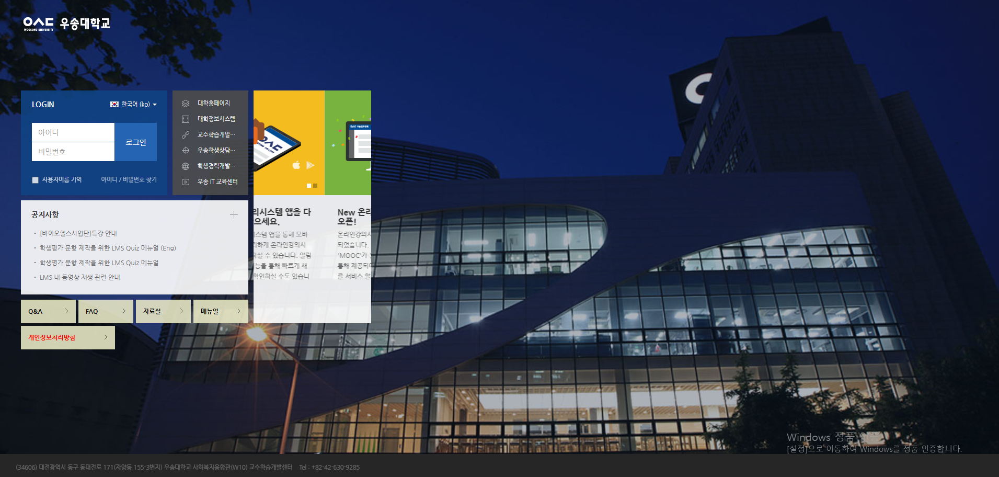 WOOSONG UNIVERSITY
우송대학교
LOGIN
한국어 (ko)
아이디
비밀번호
로그인
사용자이름 기억
아이디 / 비밀번호 찾기
대학홈페이지
대학정보시스템
교수학습개발···
우송학생상담···
학생경력개발···
우송 IT 교육센터
공지사항
[바이오헬스사업단]특강 안내
학생평가 문항 제작을 위한 LMS Quiz 메뉴얼 (Eng)
학생평가 문항 제작을 위한 LMS Quiz 메뉴얼
LMS 내 동영상 재생 관련 안내
Q&A
FAQ
자료실
매뉴얼
개인정보처리방침
의시스템 앱을 다
으세요.
스템 앱을 통해 모바
리하게 온라인강의시
하실 수 있습니다. 알림
능을 통해 빠르게 새
확인하실 수도 있습니
New 온라
오픈!
온라인강의시
되었습니다.
'MOOC'가
통해 제공되
를 서비스 할
Windows 정품 인증
[설정]으로 이동하여 Windows를 정품 인증합니다.
(34606) 대전광역시 동구 동대전로 171(자양동 155-3번지) 우송대학교 사회복지융합관(W10) 교수학습개발센터 Tel : +82-42-630-9285